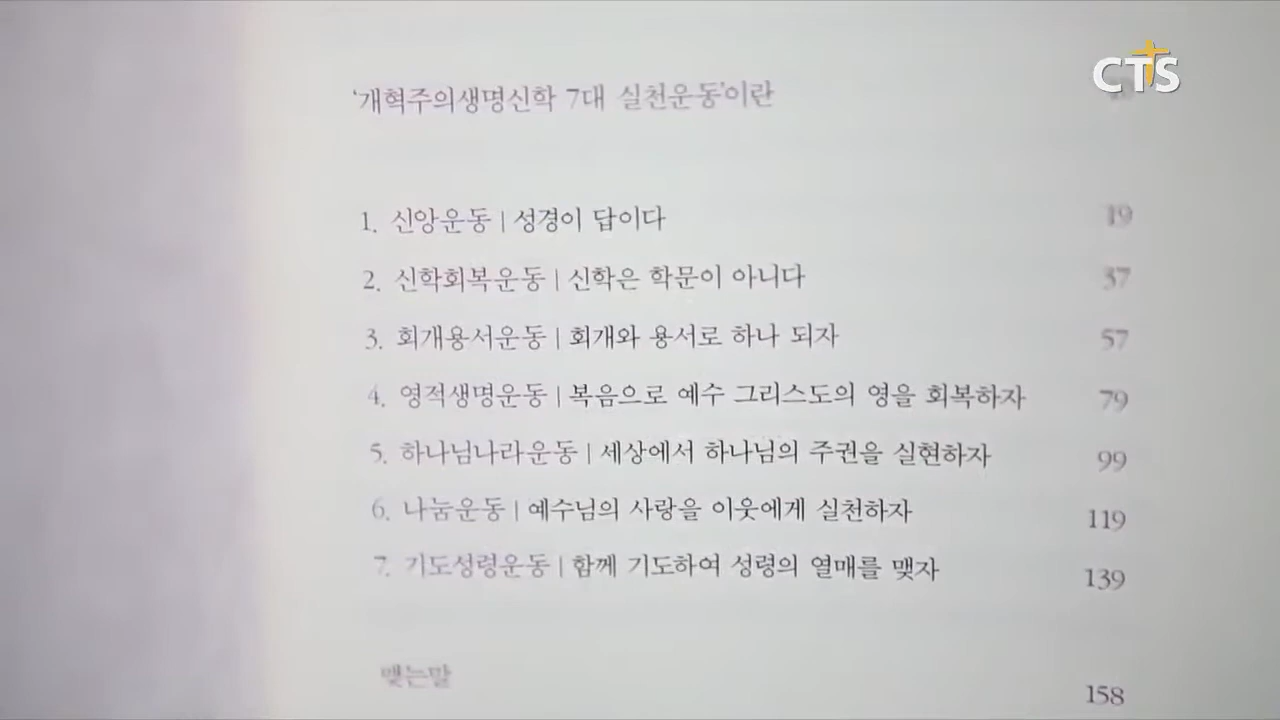 CTS
‘개혁주의생명신학 7대 실천운동’이란
1. 신앙운동 | 성경이 답이다 19
2. 신학회복운동 | 신학은 학문이 아니다 37
3. 회개용서운동 | 회개와 용서로 하나 되자 57
4. 영적생명운동 | 복음으로 예수 그리스도의 영을 회복하자 79
5. 하나님나라운동 | 세상에서 하나님의 주권을 실현하자 99
6. 나눔운동 | 예수님의 사랑을 이웃에게 실천하자 119
7. 기도성령운동 | 함께 기도하여 성령의 열매를 맺자 139
맺는말 158